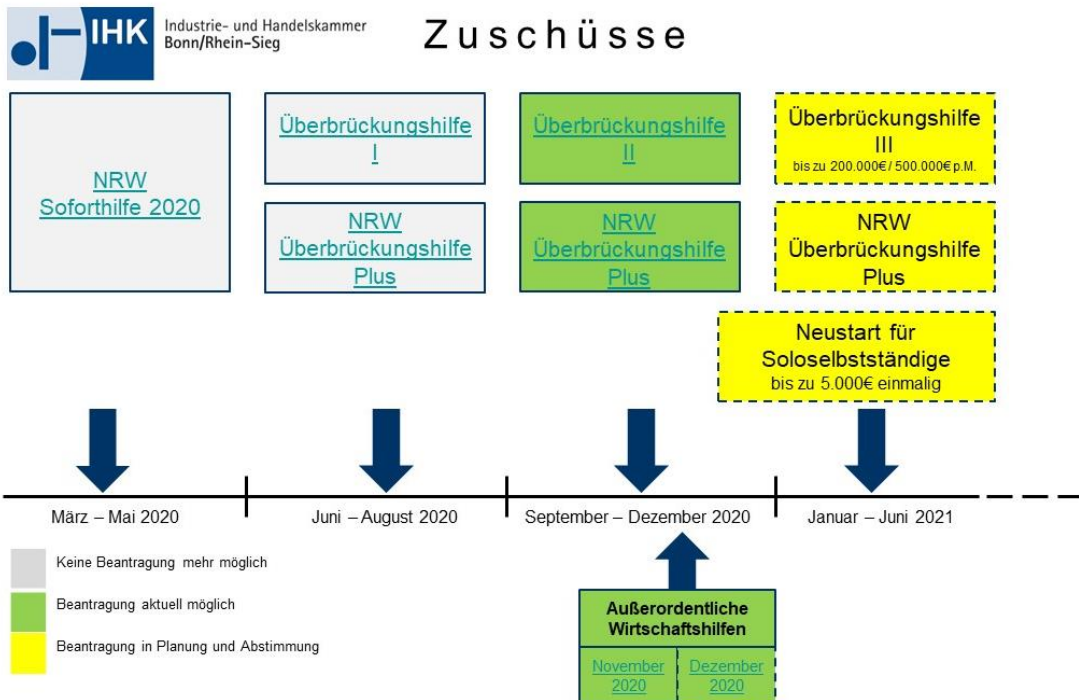 IHK
Industrie- und Handelskammer
Bonn/Rhein-Sieg
Zuschüsse
NRW
Soforthilfe 2020
Überbrückungshilfe
I
NRW
Überbrückungshilfe
Plus
Überbrückungshilfe
II
NRW
Überbrückungshilfe
Plus
Überbrückungshilfe
III
bis zu 200.000€ / 500.000€ p.M.
NRW
Überbrückungshilfe
Plus
Neustart für
Soloselbstständige
bis zu 5.000€ einmalig
März – Mai 2020
Juni – August 2020
September – Dezember 2020
Januar – Juni 2021
Keine Beantragung mehr möglich
Beantragung aktuell möglich
Beantragung in Planung und Abstimmung
Außerordentliche
Wirtschaftshilfen
November
2020
Dezember
2020